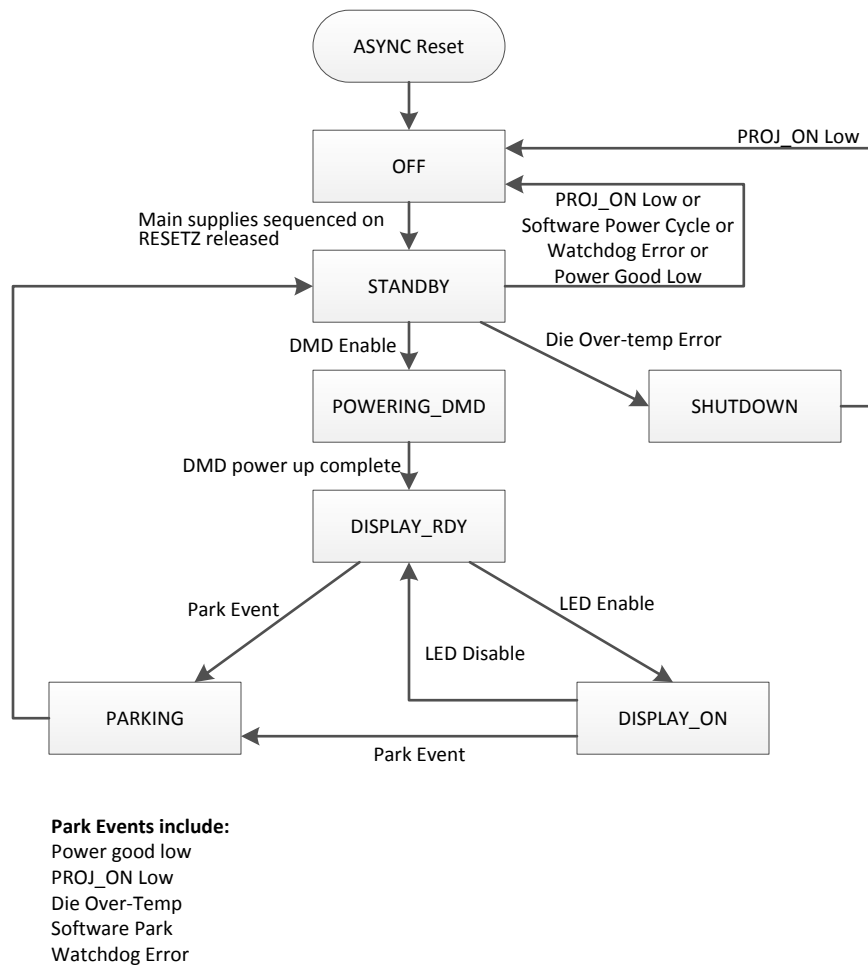 ASYNC Reset
PROJ_ON Low
OFF
Main supplies sequenced on
RESETZ released
PROJ_ON Low or
Software Power Cycle or
Watchdog Error or
Power Good Low
STANDBY
DMD Enable
Die Over-temp Error
POWERING_DMD
SHUTDOWN
DMD power up complete
DISPLAY_RDY
Park Event
LED Enable
LED Disable
PARKING
DISPLAY_ON
Park Event
Park Events include:
Power good low
PROJ_ON Low
Die Over-Temp
Software Park
Watchdog Error